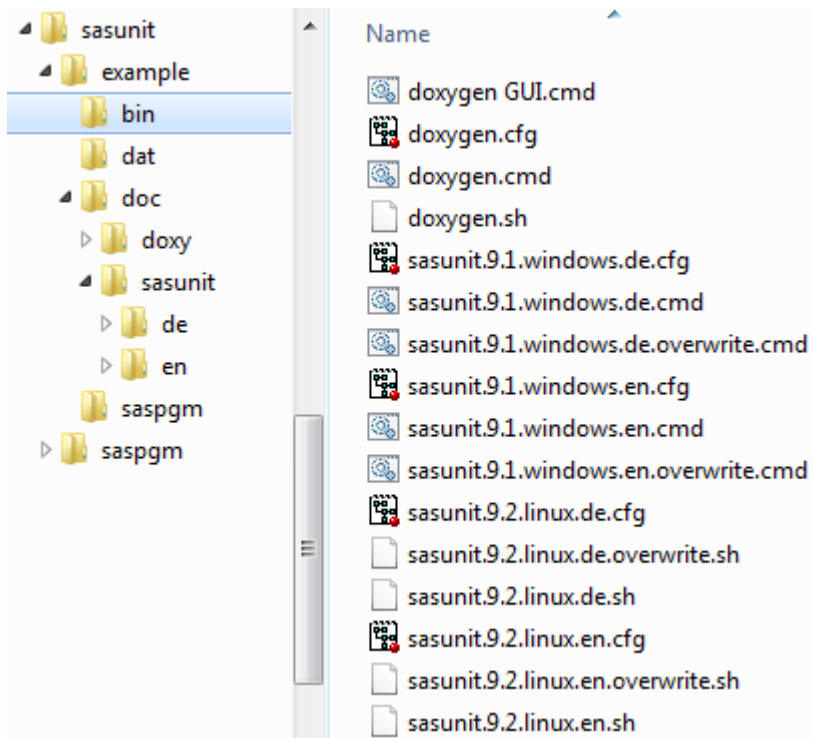 sasunit
example
bin
dat
doc
doxy
sasunit
de
en
saspgm
saspgm
Name
doxygen GUI.cmd
doxygen.cfg
doxygen.cmd
doxygen.sh
sasunit.9.1.windows.de.cfg
sasunit.9.1.windows.de.cmd
sasunit.9.1.windows.de.overwrite.cmd
sasunit.9.1.windows.en.cfg
sasunit.9.1.windows.en.cmd
sasunit.9.1.windows.en.overwrite.cmd
sasunit.9.2.linux.de.cfg
sasunit.9.2.linux.de.overwrite.sh
sasunit.9.2.linux.de.sh
sasunit.9.2.linux.en.cfg
sasunit.9.2.linux.en.overwrite.sh
sasunit.9.2.linux.en.sh